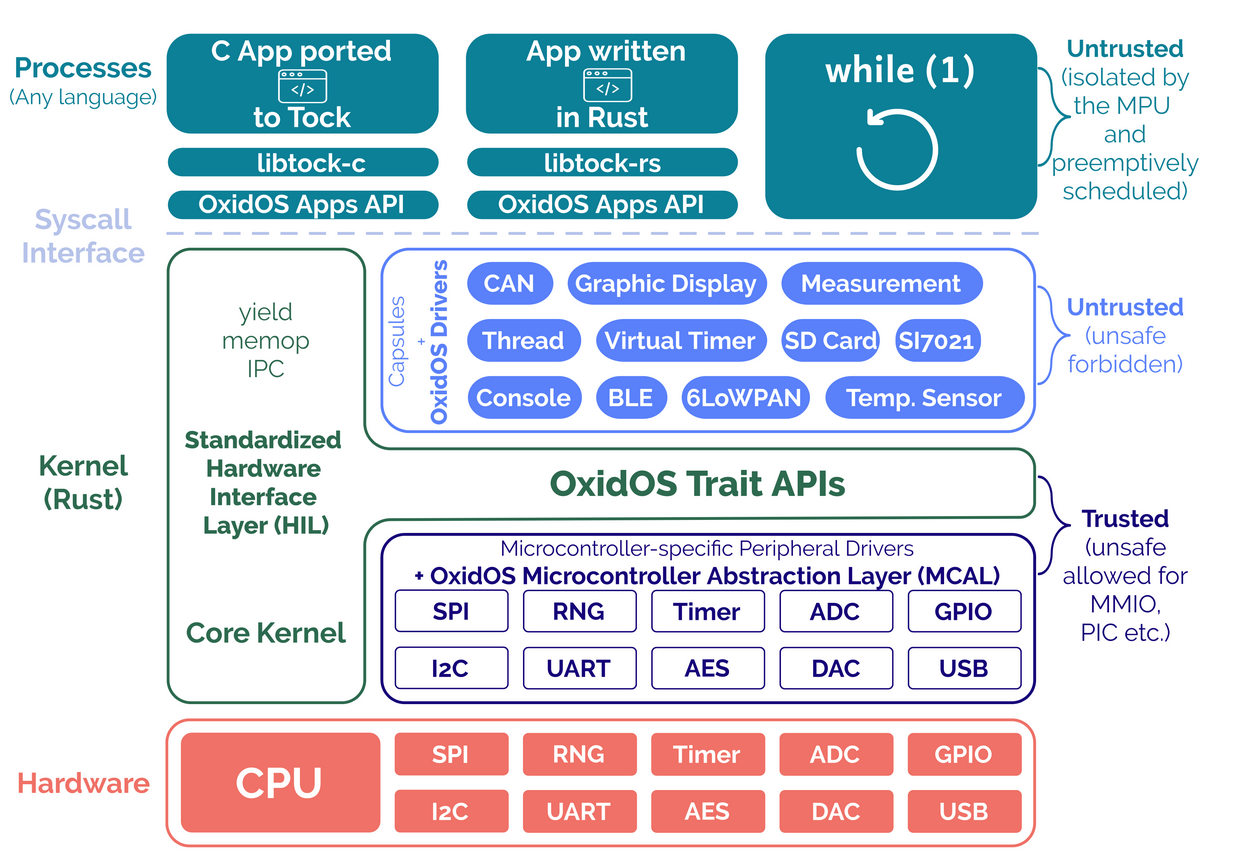 Processes
(Any language)
C App ported
</>
to Tock
libtock-c
OxidOS Apps API
App written
</>
in Rust
libtock-rs
OxidOS Apps API
while (1)
Untrusted
(isolated by
the MPU
and
preemptively
scheduled)
Syscall
Interface
Kernel
(Rust)
yield
memop
IPC
Standardized
Hardware
Interface
Layer (HIL)
Core Kernel
Capsules
+
OxidOS Drivers
CAN
Graphic Display
Measurement
Thread
Virtual Timer
SD Card
SI7021
Console
BLE
6LoWPAN
Temp. Sensor
Untrusted
(unsafe
forbidden)
OxidOS Trait APIs
Microcontroller-specific Peripheral Drivers
+ OxidOS Microcontroller Abstraction Layer (MCAL)
SPI
RNG
Timer
ADC
GPIO
I2C
UART
AES
DAC
USB
Trusted
(unsafe
allowed for
MMIO,
PIC etc.)
Hardware
CPU
SPI
RNG
Timer
ADC
GPIO
I2C
UART
AES
DAC
USB